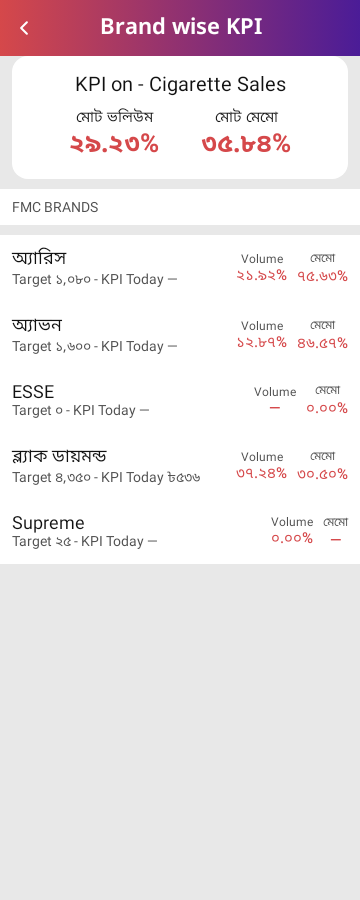 Brand wise KPI
KPI on - Cigarette Sales
মোট ভলিউম মোট মেমো
২৯.২৩% ৩৫.৮৪%
FMC BRANDS
অ্যারিস Volume মেমো
Target ১,০৮০ - KPI Today — ২১.৯২% ৭৫.৬৩%
অ্যাভন Volume মেমো
Target ১,৬০০ - KPI Today — ১২.৮৭% ৪৬.৫৭%
ESSE Volume মেমো
Target ০ - KPI Today — — ০.০০%
ব্ল্যাক ডায়মন্ড Volume মেমো
Target ৪,৩৫০ - KPI Today ৳৫৩৬ ৩৭.২৪% ৩০.৫০%
Supreme Volume মেমো
Target ২৫ - KPI Today — ০.০০% —